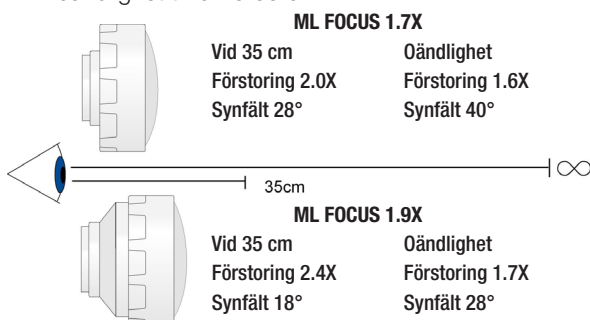 ML FOCUS 1.7X
Vid 35 cm Oändlighet
Förstoring 2.0X Förstoring 1.6X
Synfält 28° Synfält 40°
∞
35cm
ML FOCUS 1.9X
Vid 35 cm Oändlighet
Förstoring 2.4X Förstoring 1.7X
Synfält 18° Synfält 28°